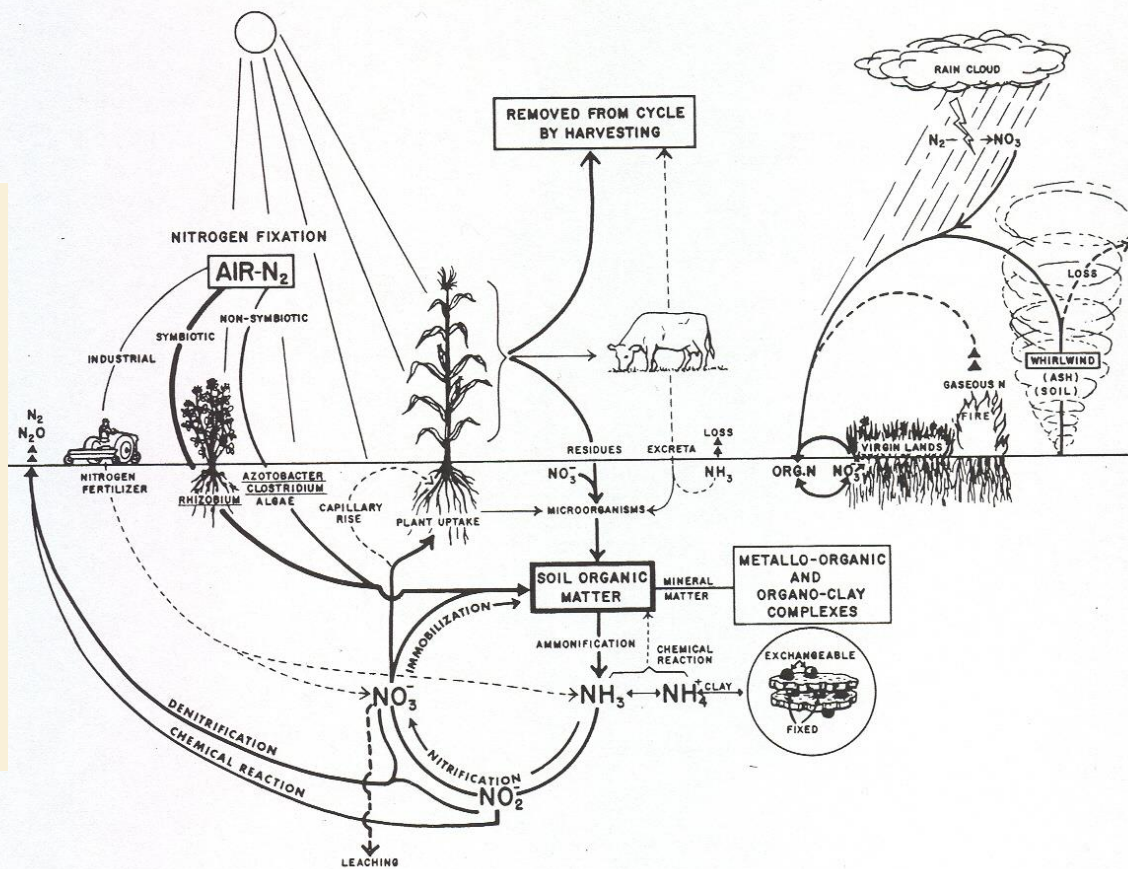 RAIN CLOUD
N₂ → NO₃
REMOVED FROM CYCLE
BY HARVESTING
NITROGEN FIXATION
AIR-N₂
NON-SYMBIOTIC
SYMBIOTIC
INDUSTRIAL
LOSS
WHIRLWIND
(ASH)
(SOIL)
GASEOUS N
FIRE
N₂
N₂O
NITROGEN
FERTILIZER
RHIZOBIUM
AZOTOBACTER
CLOSTRIDIUM
ALGAE
CAPILLARY
RISE
PLANT UPTAKE
RESIDUES
EXCRETA
LOSS
NH₃
NO₃⁻
MICROORGANISMS
ORG.N
NO₃⁻
VIRGIN LANDS
SOIL ORGANIC
MATTER
MINERAL
MATTER
METALLO-ORGANIC
AND
ORGANO-CLAY
COMPLEXES
IMMOBILIZATION
AMMONIFICATION
CHEMICAL
REACTION
NO₃⁻
NH₃
NH₄⁺
CLAY
EXCHANGEABLE
FIXED
DENITRIFICATION
CHEMICAL REACTION
NITRIFICATION
NO₂⁻
LEACHING